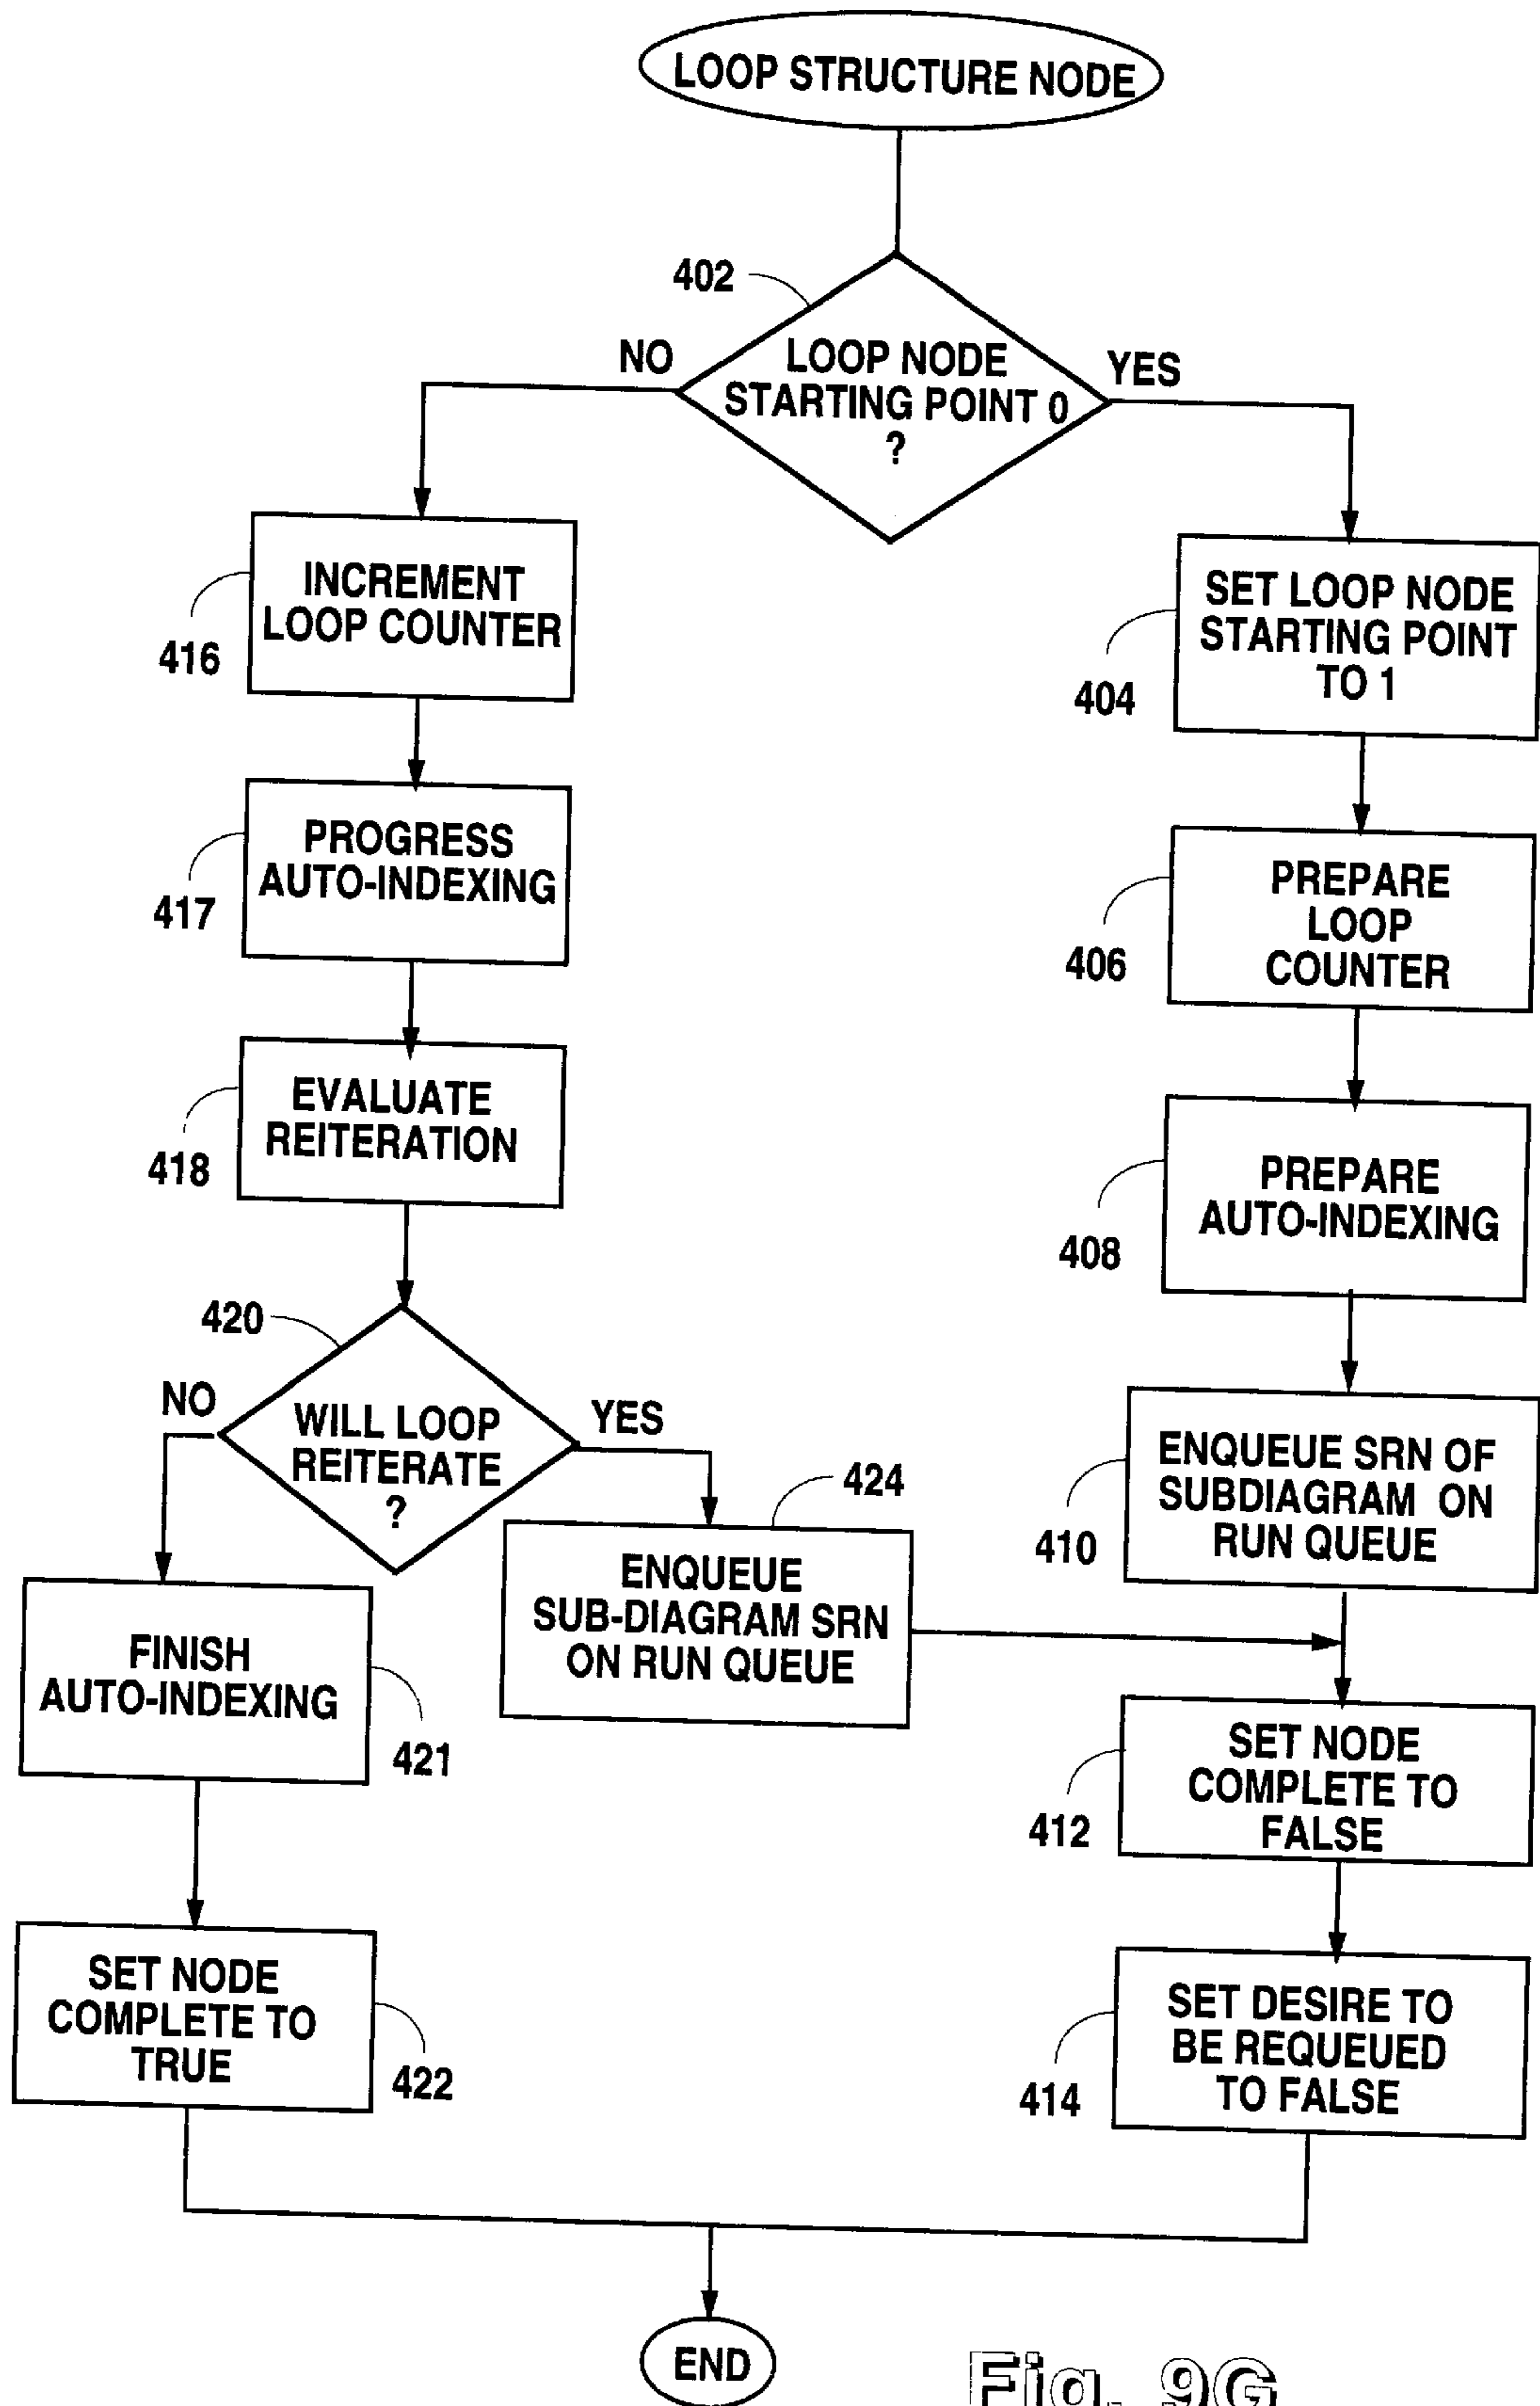 LOOP STRUCTURE NODE
402
NO
LOOP NODE
STARTING POINT 0
?
YES
INCREMENT
LOOP COUNTER
416
SET LOOP NODE
STARTING POINT
TO 1
404
PROGRESS
AUTO-INDEXING
417
PREPARE
LOOP
COUNTER
406
EVALUATE
REITERATION
418
PREPARE
AUTO-INDEXING
408
420
NO
WILL LOOP
REITERATE
?
YES
424
ENQUEUE
SUB-DIAGRAM SRN
ON RUN QUEUE
ENQUEUE SRN OF
SUBDIAGRAM ON
RUN QUEUE
410
FINISH
AUTO-INDEXING
421
SET NODE
COMPLETE TO
FALSE
412
SET NODE
COMPLETE TO
TRUE
422
SET DESIRE TO
BE REQUEUED
TO FALSE
414
END
Fig. 9G